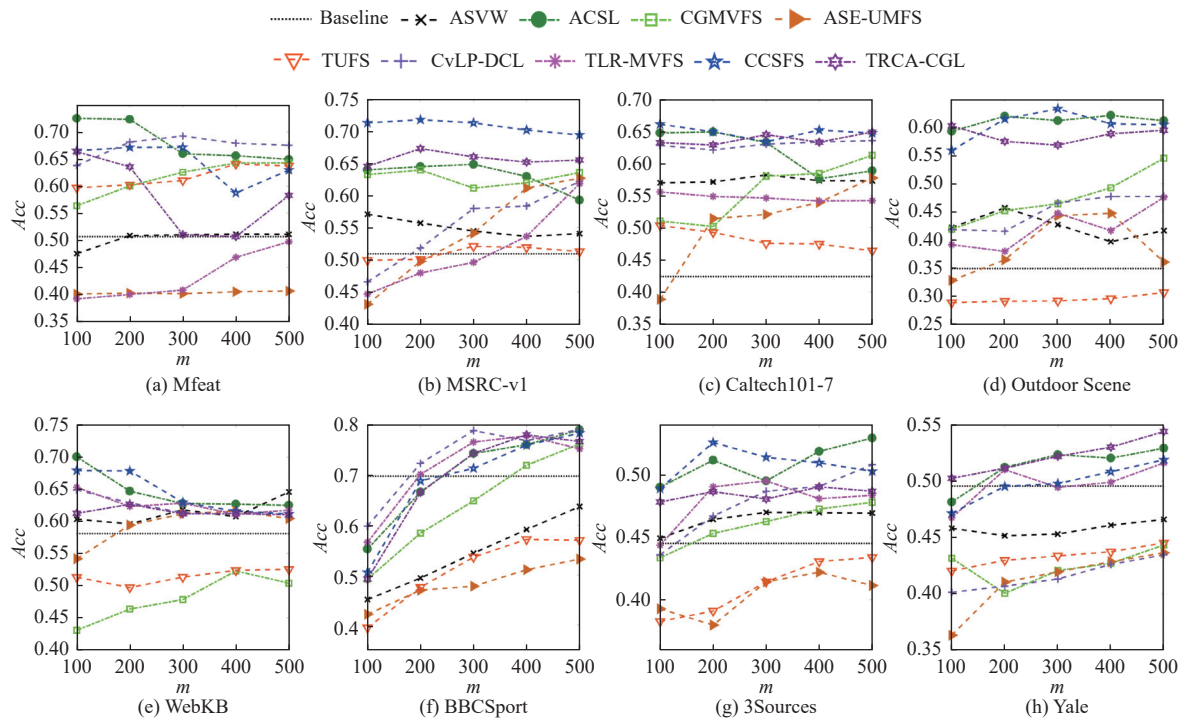 Baseline ASVW ACSL CGMVFS ASE-UMFS
TUFS CvLP-DCL TLR-MVFS CCSFS TRCA-CGL
0.70
0.65
0.60
0.55
0.50
0.45
0.40
0.35
Acc
100 200 300 400 500
m
(a) Mfeat
0.75
0.70
0.65
0.60
0.55
0.50
0.45
0.40
Acc
100 200 300 400 500
m
(b) MSRC-v1
0.70
0.65
0.60
0.55
0.50
0.45
0.40
0.35
Acc
100 200 300 400 500
m
(c) Caltech101-7
0.60
0.55
0.50
0.45
0.40
0.35
0.30
0.25
Acc
100 200 300 400 500
m
(d) Outdoor Scene
0.75
0.70
0.65
0.60
0.55
0.50
0.45
0.40
Acc
100 200 300 400 500
m
(e) WebKB
0.8
0.7
0.6
0.5
0.4
Acc
100 200 300 400 500
m
(f) BBCSport
0.50
0.45
0.40
Acc
100 200 300 400 500
m
(g) 3Sources
0.55
0.50
0.45
0.40
0.35
Acc
100 200 300 400 500
m
(h) Yale